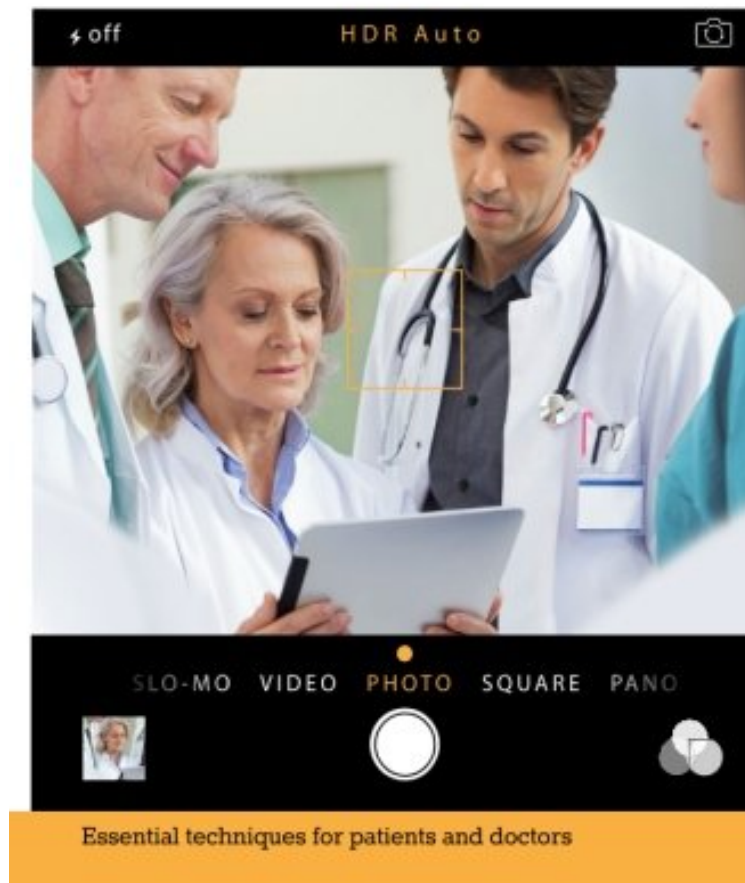 off
HDR Auto
SLO-MO VIDEO PHOTO SQUARE PANO
Essential techniques for patients and doctors